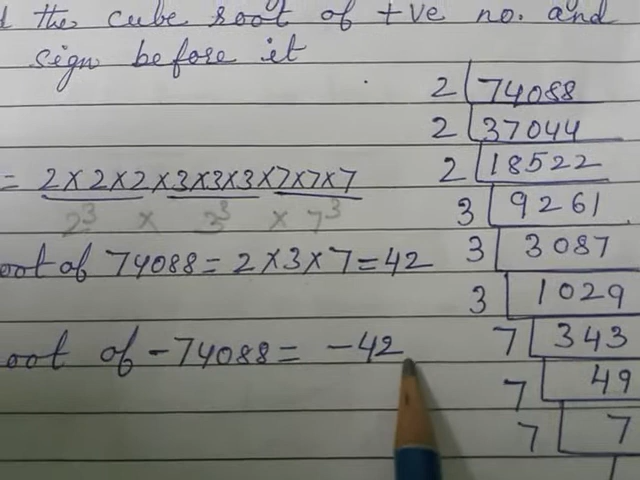 the cube root of +ve no. and
sign before it
2 | 74088
2 | 37044
2 | 18522
3 | 9261
3 | 3087
3 | 1029
7 | 343
7 | 49
7 | 7
= 2×2×2×3×3×3×7×7×7
2³ × 3³ × 7³
oot of 74088 = 2×3×7 = 42
oot of -74088 = -42